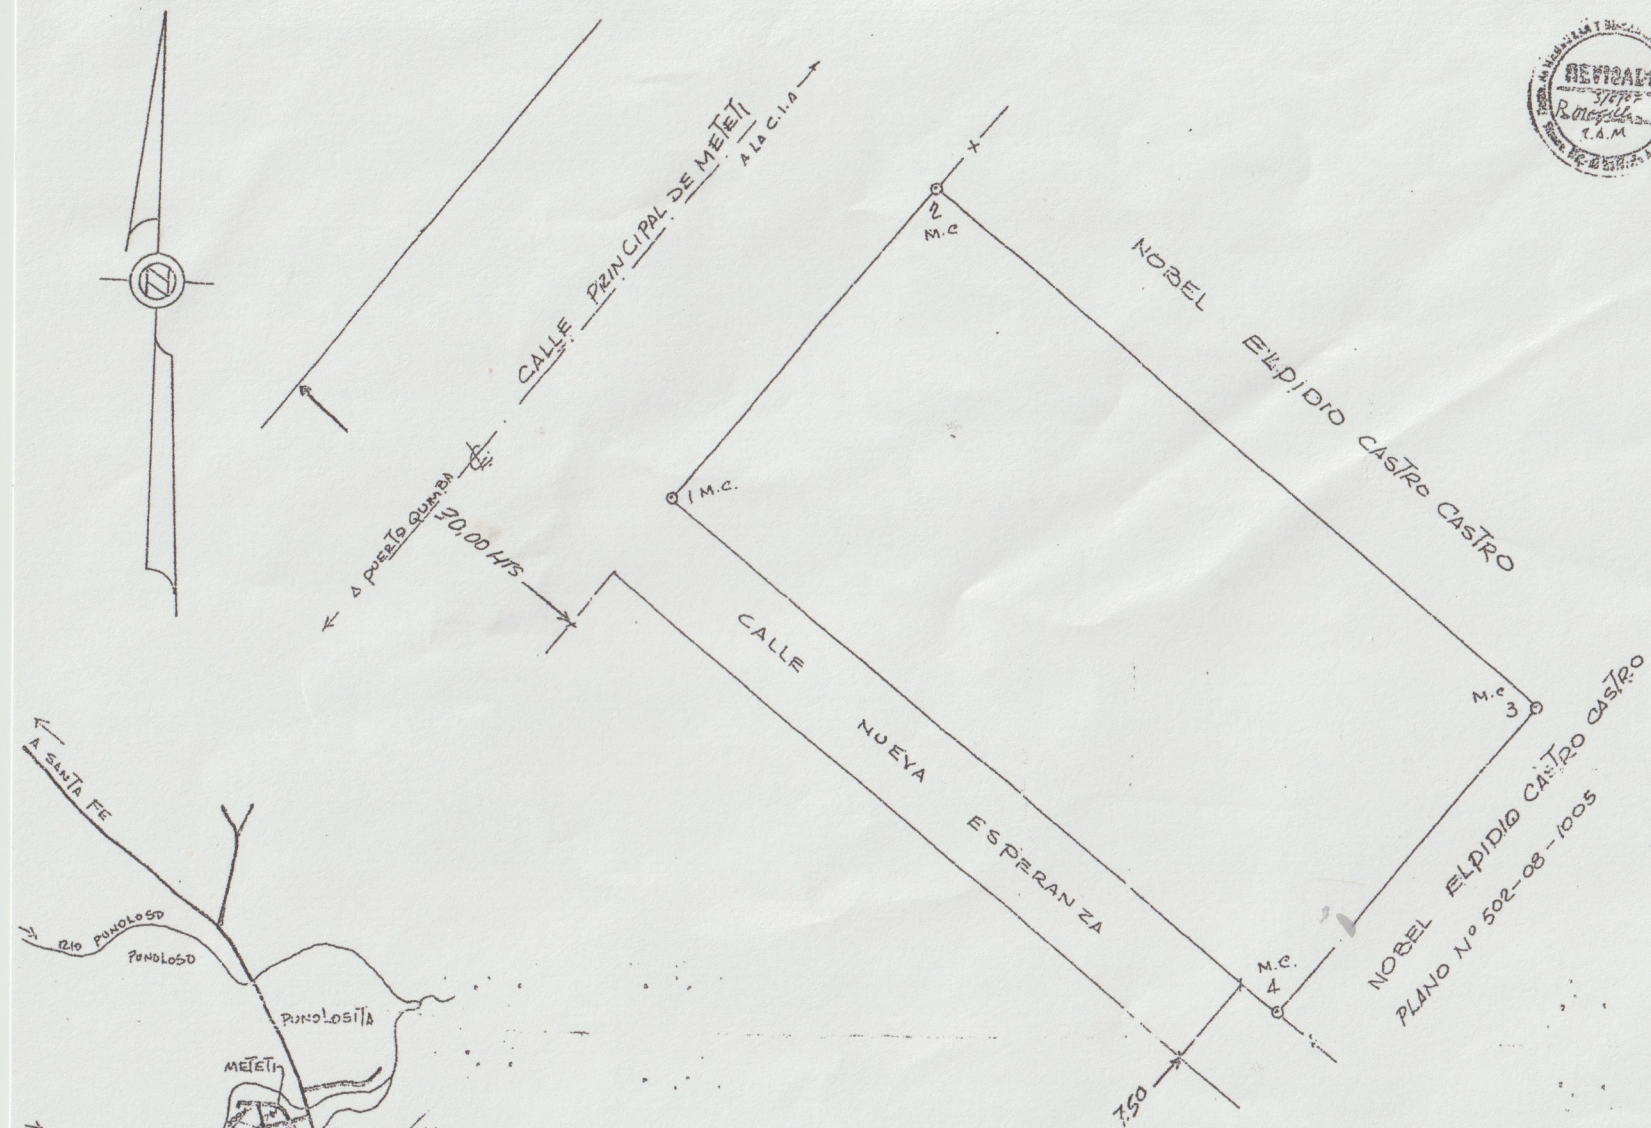 CALLE PRINCIPAL DE METETI
A LA C.I.A
A PUERTO QUIMBA
30,00 MTS
2
M.C
1 M.C.
NOBEL ELPIDIO CASTRO CASTRO
M.C
3
CALLE NUEVA ESPERANZA
M.C.
4
7.50
NOBEL ELPIDIO CASTRO CASTRO
PLANO Nº 502-08-1005
REVISADO
A SANTA FE
RIO PUNOLOSO
PUNOLOSO
PUNOLOSITA
METETI